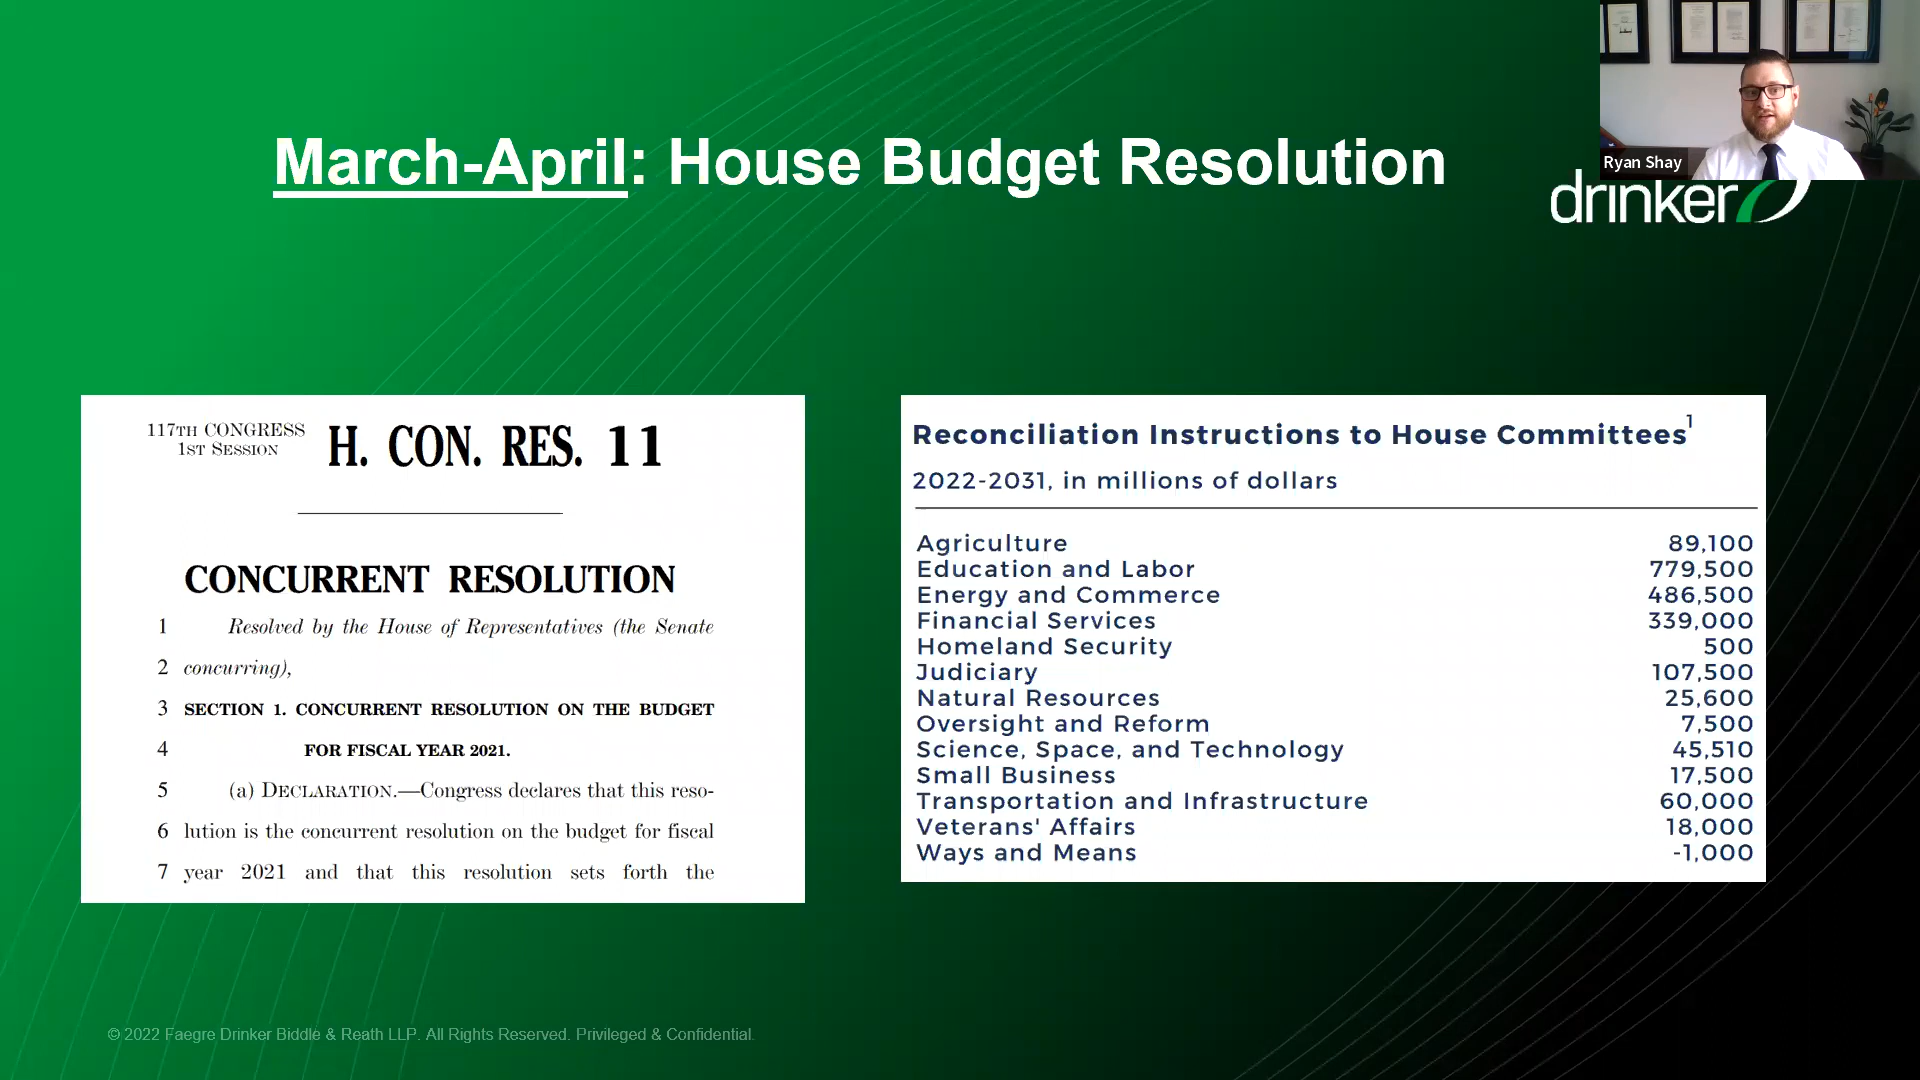 March-April: House Budget Resolution
Ryan Shay
drinker
117TH CONGRESS
1ST SESSION
H. CON. RES. 11
CONCURRENT RESOLUTION
1 Resolved by the House of Representatives (the Senate
2 concurring),
3 SECTION 1. CONCURRENT RESOLUTION ON THE BUDGET
4 FOR FISCAL YEAR 2021.
5 (a) DECLARATION.—Congress declares that this reso-
6 lution is the concurrent resolution on the budget for fiscal
7 year 2021 and that this resolution sets forth the
Reconciliation Instructions to House Committees¹
2022-2031, in millions of dollars
Agriculture 89,100
Education and Labor 779,500
Energy and Commerce 486,500
Financial Services 339,000
Homeland Security 500
Judiciary 107,500
Natural Resources 25,600
Oversight and Reform 7,500
Science, Space, and Technology 45,510
Small Business 17,500
Transportation and Infrastructure 60,000
Veterans' Affairs 18,000
Ways and Means -1,000
© 2022 Faegre Drinker Biddle & Reath LLP. All Rights Reserved. Privileged & Confidential.